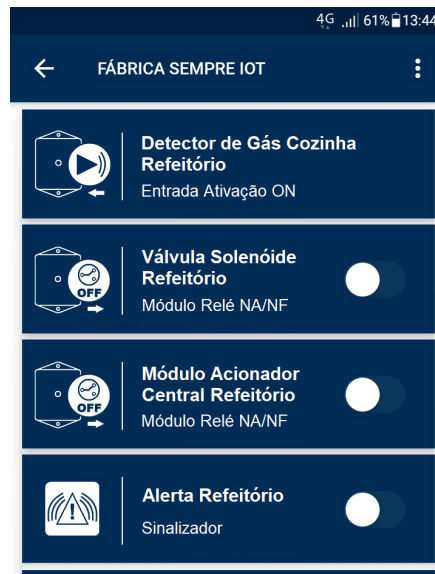 4G 61% 13:44
FÁBRICA SEMPRE IOT
Detector de Gás Cozinha
Refeitório
Entrada Ativação ON
Válvula Solenóide
Refeitório
OFF
Módulo Relé NA/NF
Módulo Acionador
Central Refeitório
OFF
Módulo Relé NA/NF
Alerta Refeitório
Sinalizador